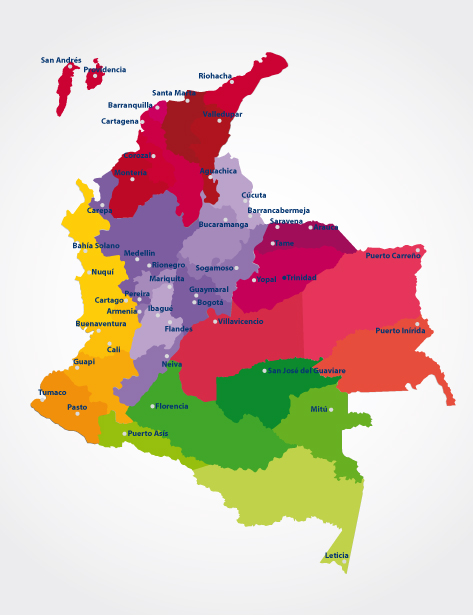 San Andrés
Providencia
Riohacha
Santa Marta
Barranquilla
Valledupar
Cartagena
Corozal
Aguachica
Montería
Cúcuta
Carepa
Barrancabermeja
Saravena
Bucaramanga
Arauca
Tame
Bahía Solano
Medellín
Puerto Carreño
Rionegro
Sogamoso
Nuquí
Yopal
Trinidad
Mariquita
Guaymaral
Pereira
Cartago
Bogotá
Armenia
Ibagué
Villavicencio
Buenaventura
Flandes
Puerto Inírida
Cali
Guapi
Neiva
San José del Guaviare
Tumaco
Pasto
Florencia
Mitú
Puerto Asís
Leticia